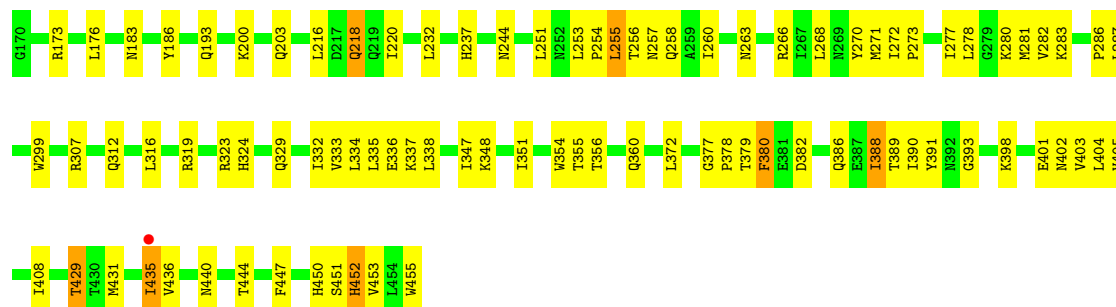 G170 R173 L176 N183 Y186 Q193 K200 Q203 L216 D217 Q218 Q219 I220 L232 H237 N244 L251 N252 L253 P254 L255 T256 N257 Q258 A259 I260 N263 R266 I267 L268 N269 Y270 M271 I272 P273 I277 L278 G279 K280 M281 V282 K283 P286
W299 R307 Q312 L316 R319 R323 H324 Q329 I332 V333 L334 L335 E336 K337 L338 I347 K348 I351 W354 T355 T356 Q360 L372 G377 P378 T379 F380 E381 D382 Q386 E387 I388 T389 I390 Y391 N392 G393 K398 E401 N402 V403 L404
I408 T429 T430 M431 I435 V436 N440 T444 F447 H450 S451 H452 V453 L454 W455